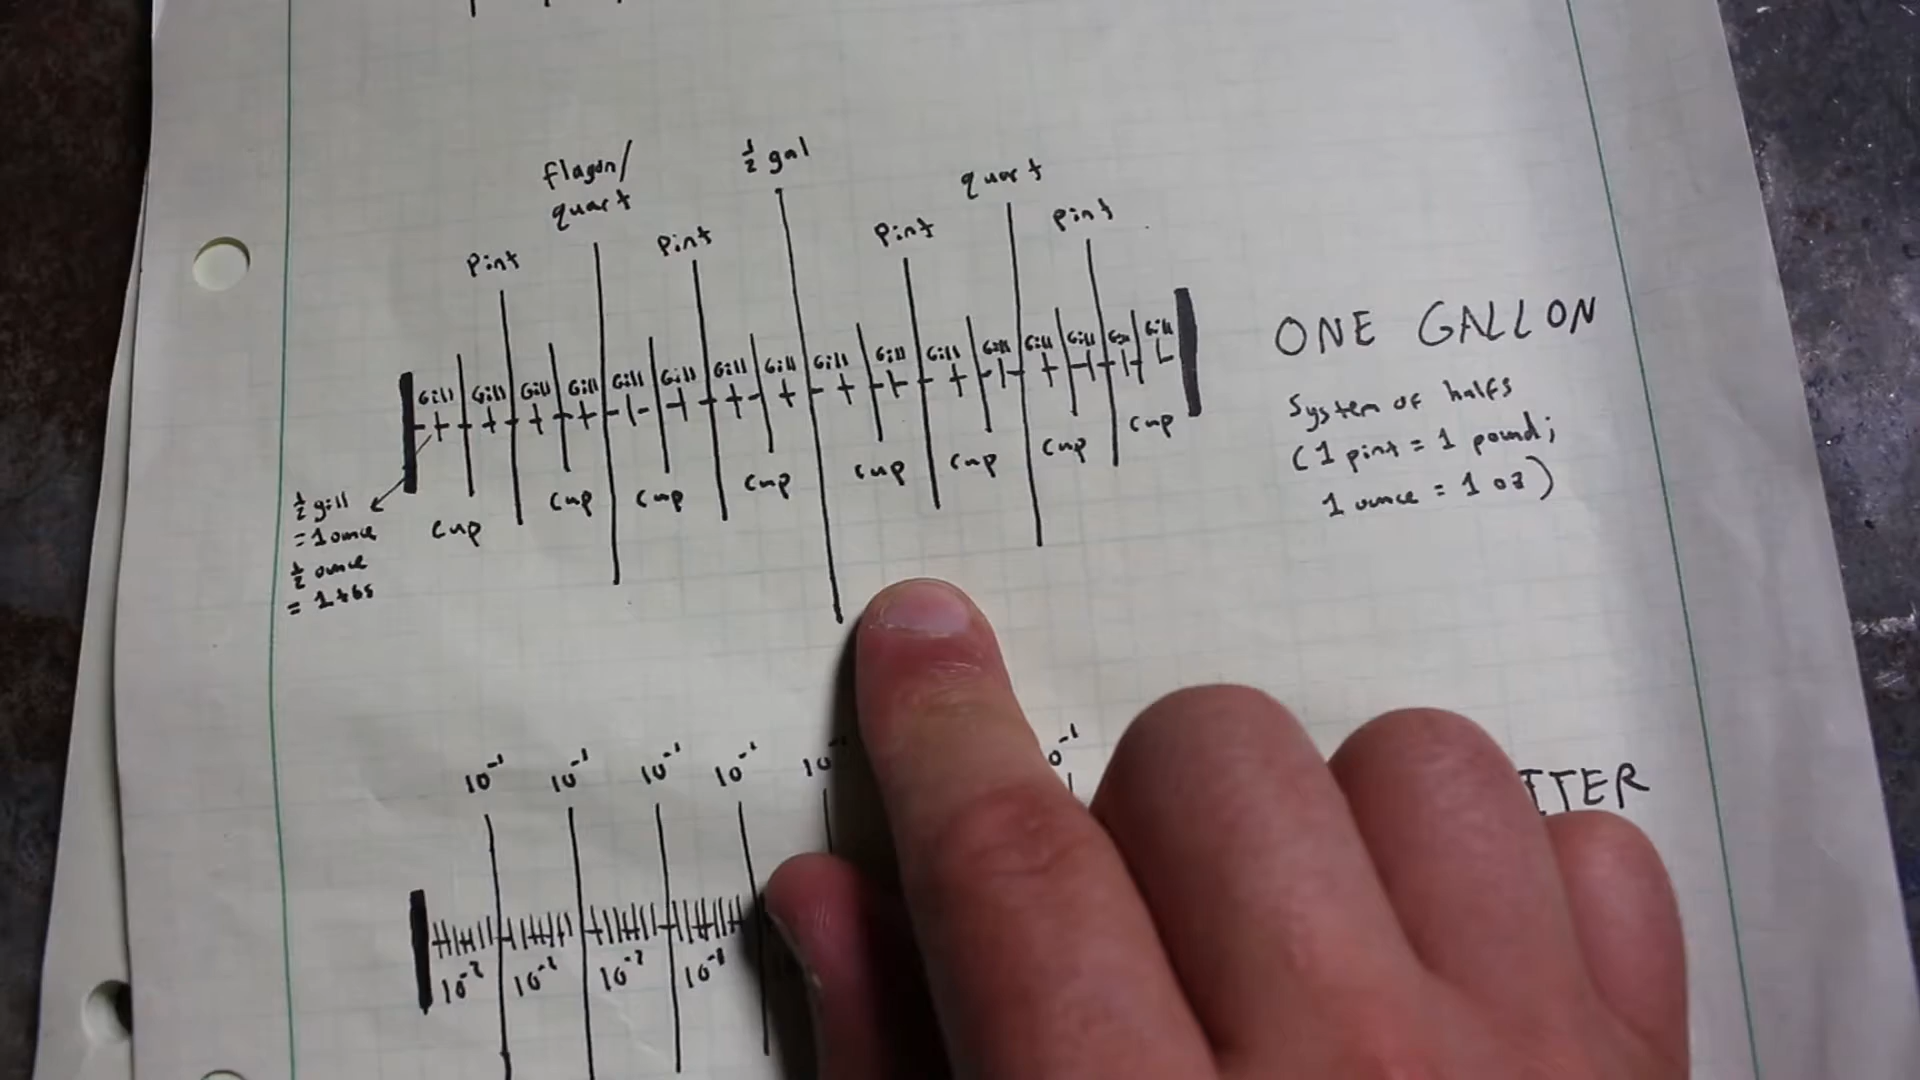 ½ gal
flagon/
quart
quart
Pint
Pint
Pint
Pint
Gill Gill Gill Gill Gill Gill Gill Gill Gill Gill Gill Gill Gill Gill Gill Gill
cup cup cup cup cup cup cup cup
½ gill
= 1 ounce
½ ounce
= 1 tbs
ONE GALLON
System of halfs
(1 pint = 1 pound;
1 ounce = 1 oz)
10⁻¹ 10⁻¹ 10⁻¹ 10⁻¹
10⁻² 10⁻² 10⁻² 10⁻²